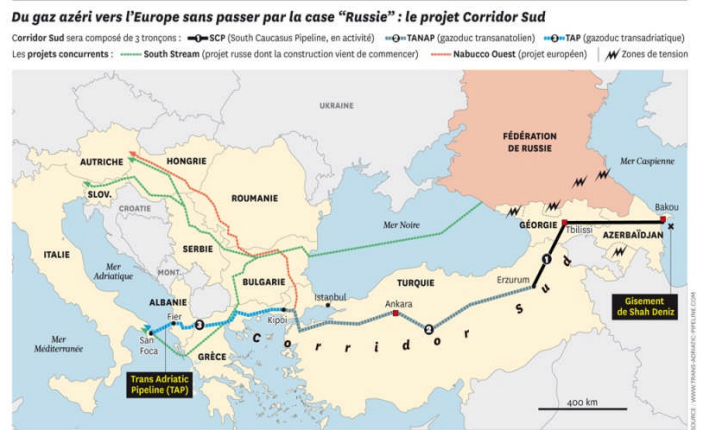 Du gaz azéri vers l'Europe sans passer par la case “Russie” : le projet Corridor Sud
Corridor Sud sera composé de 3 tronçons : 1 SCP (South Caucasus Pipeline, en activité) 2 TANAP (gazoduc transanatolien) 3 TAP (gazoduc transadriatique)
Les projets concurrents : South Stream (projet russe dont la construction vient de commencer) Nabucco Ouest (projet européen) Zones de tension
UKRAINE
FÉDÉRATION
DE RUSSIE
AUTRICHE
HONGRIE
Mer Caspienne
SLOV.
ROUMANIE
CROATIE
Bakou
Mer Noire
GÉORGIE
Tbilissi
AZERBAÏDJAN
ITALIE
SERBIE
1
Mer
Adriatique
MONT.
BULGARIE
TURQUIE
Erzurum
ALBANIE
Istanbul
Ankara
Gisement
de Shah Deniz
Fier
Kipoi
3
2
San
Foca
Corridor Sud
Mer
Méditerranée
GRÈCE
Trans Adriatic
Pipeline (TAP)
400 km
SOURCE : WWW.TRANS-ADRIATIC-PIPELINE.COM